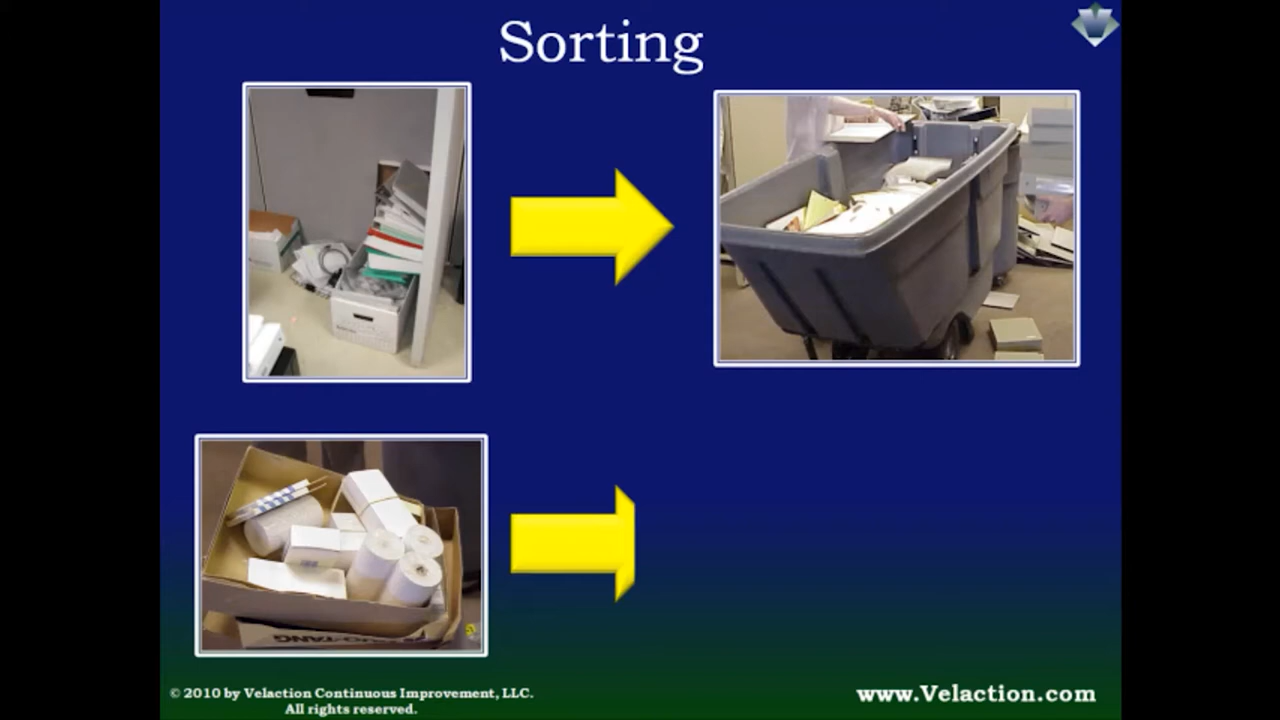 Sorting
© 2010 by Velaction Continuous Improvement, LLC.
All rights reserved.
www.Velaction.com